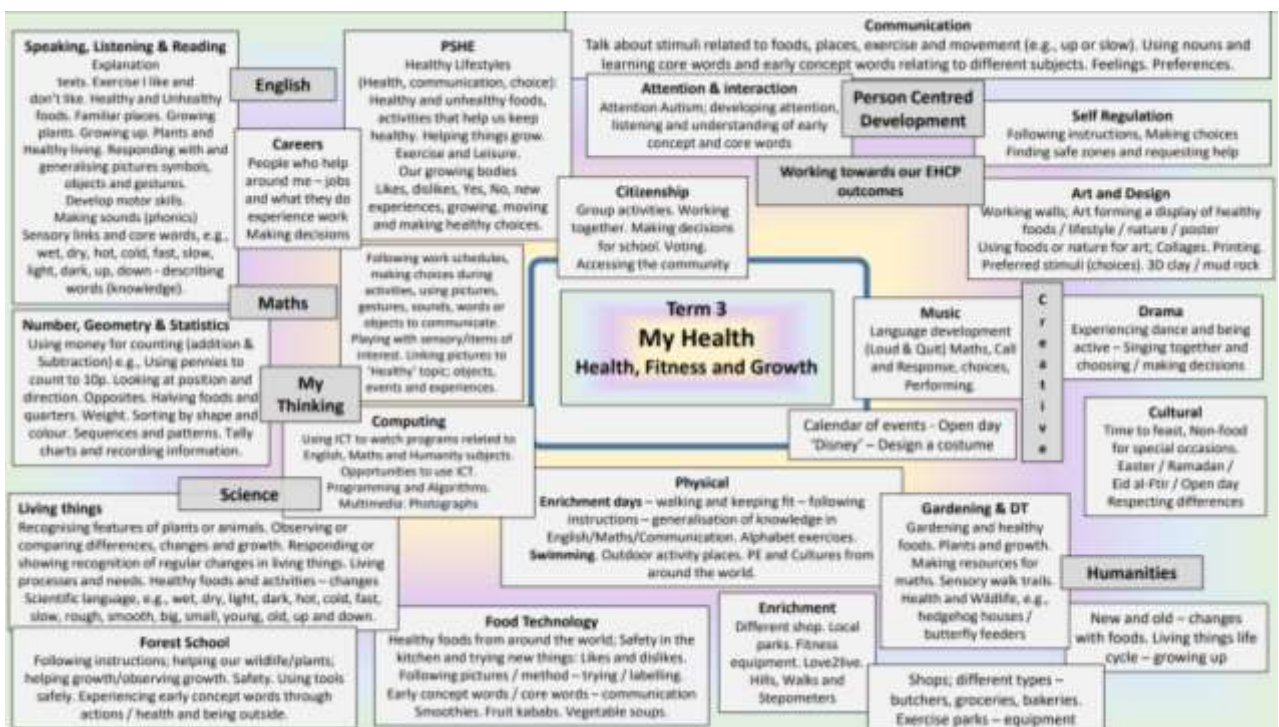 Communication
Talk about stimuli related to foods, places, exercise and movement (e.g., up or slow). Using nouns and
learning core words and early concept words relating to different subjects. Feelings. Preferences.
Speaking, Listening & Reading
Explanation
texts. Exercise I like and
don't like. Healthy and Unhealthy
foods. Familiar places. Growing
plants. Growing up. Plants and
Healthy living. Responding with and
generalising pictures symbols,
objects and gestures.
Develop motor skills.
Making sounds (phonics)
Sensory links and core words, e.g.,
wet, dry, hot, cold, fast, slow,
light, dark, up, down - describing
words (knowledge).
English
Careers
People who help
around me – jobs
and what they do
experience work
Making decisions
PSHE
Healthy Lifestyles
(Health, communication, choice):
Healthy and unhealthy foods,
activities that help us keep
healthy. Helping things grow.
Exercise and Leisure.
Our growing bodies
Likes, dislikes, Yes, No, new
experiences, growing, moving
and making healthy choices.
Attention & interaction
Attention Autism; developing attention,
listening and understanding of early
concept and core words
Person Centred
Development
Self Regulation
Following instructions, Making choices
Finding safe zones and requesting help
Working towards our EHCP
outcomes
Citizenship
Group activities. Working
together. Making decisions
for school. Voting.
Accessing the community
Art and Design
Working walls; Art forming a display of healthy
foods / lifestyle / nature / poster
Using foods or nature for art; Collages. Printing.
Preferred stimuli (choices). 3D clay / mud rock
Following work schedules,
making choices during
activities, using pictures,
gestures, sounds, words or
objects to communicate.
Playing with sensory/items of
interest. Linking pictures to
'Healthy' topic; objects,
events and experiences.
Maths
Number, Geometry & Statistics
Using money for counting (addition &
Subtraction) e.g., Using pennies to
count to 10p. Looking at position and
direction. Opposites. Halving foods and
quarters. Weight. Sorting by shape and
colour. Sequences and patterns. Tally
charts and recording information.
My
Thinking
Term 3
My Health
Health, Fitness and Growth
Music
Language development
(Loud & Quit) Maths, Call
and Response, choices,
Performing.
Creative
Drama
Experiencing dance and being
active – Singing together and
choosing / making decisions
Calendar of events - Open day
'Disney' – Design a costume
Cultural
Time to feast, Non-food
for special occasions.
Easter / Ramadan /
Eid al-Ftir / Open day
Respecting differences
Computing
Using ICT to watch programs related to
English, Maths and Humanity subjects.
Opportunities to use ICT.
Programming and Algorithms.
Multimedia. Photographs
Science
Living things
Recognising features of plants or animals. Observing or
comparing differences, changes and growth. Responding or
showing recognition of regular changes in living things. Living
processes and needs. Healthy foods and activities – changes
Scientific language, e.g., wet, dry, light, dark, hot, cold, fast,
slow, rough, smooth, big, small, young, old, up and down.
Physical
Enrichment days – walking and keeping fit – following
instructions – generalisation of knowledge in
English/Maths/Communication. Alphabet exercises.
Swimming. Outdoor activity places. PE and Cultures from
around the world.
Gardening & DT
Gardening and healthy
foods. Plants and growth.
Making resources for
maths. Sensory walk trails.
Health and Wildlife, e.g.,
hedgehog houses /
butterfly feeders
Humanities
New and old – changes
with foods. Living things life
cycle – growing up
Forest School
Following instructions; helping our wildlife/plants;
helping growth/observing growth. Safety. Using tools
safely. Experiencing early concept words through
actions / health and being outside.
Food Technology
Healthy foods from around the world; Safety in the
kitchen and trying new things: Likes and dislikes.
Following pictures / method – trying / labelling.
Early concept words / core words – communication
Smoothies. Fruit kababs. Vegetable soups.
Enrichment
Different shop. Local
parks. Fitness
equipment. Love2live.
Hills, Walks and
Stepometers
Shops; different types –
butchers, groceries, bakeries.
Exercise parks – equipment